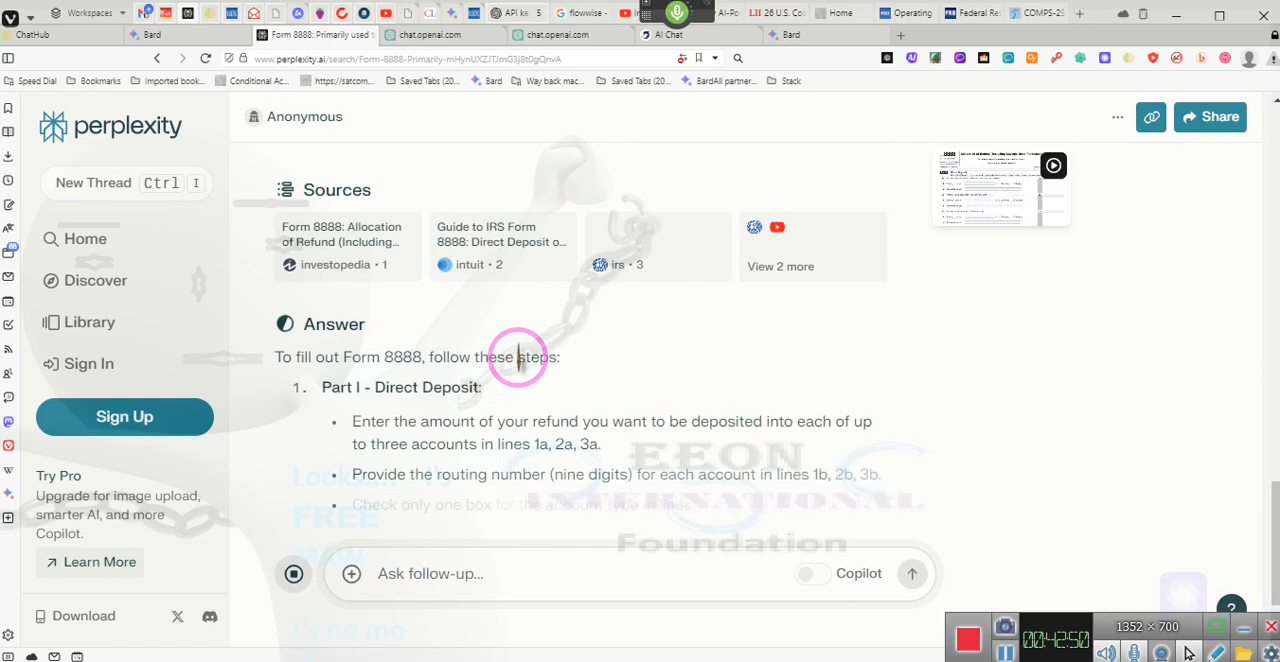 Workspaces
API ke
5
flowwise -
AI-Po
26 U.S. Co
Home
Operating
Federal Re
COMPS-25
ChatHub
Bard
Form 8888: Primarily used t
chat.openai.com
chat.openai.com
AI Chat
Bard
www.perplexity.ai/search/Form-8888-Primarily-mHynUXZJTJmG3j8t0gQnvA
Speed Dial
Bookmarks
Imported book...
Conditional Ac...
https://satcom...
Saved Tabs (20...
Bard
Way back mac...
Saved Tabs (20...
BardAll partner...
Stack
perplexity
Anonymous
Share
New Thread Ctrl I
Home
Discover
Library
Sign In
Sign Up
Try Pro
Upgrade for image upload,
smarter AI, and more
Copilot.
Learn More
Download
Sources
Form 8888: Allocation
of Refund (Including...
investopedia • 1
Guide to IRS Form
8888: Direct Deposit o...
intuit • 2
irs • 3
View 2 more
Answer
To fill out Form 8888, follow these steps:
1. Part I - Direct Deposit:
• Enter the amount of your refund you want to be deposited into each of up
to three accounts in lines 1a, 2a, 3a.
• Provide the routing number (nine digits) for each account in lines 1b, 2b, 3b.
• Check only one box for the account type in lines
EEON
INTERNATIONAL
Foundation
FREE
Ask follow-up...
Copilot
?
1352 × 700
00:42:50